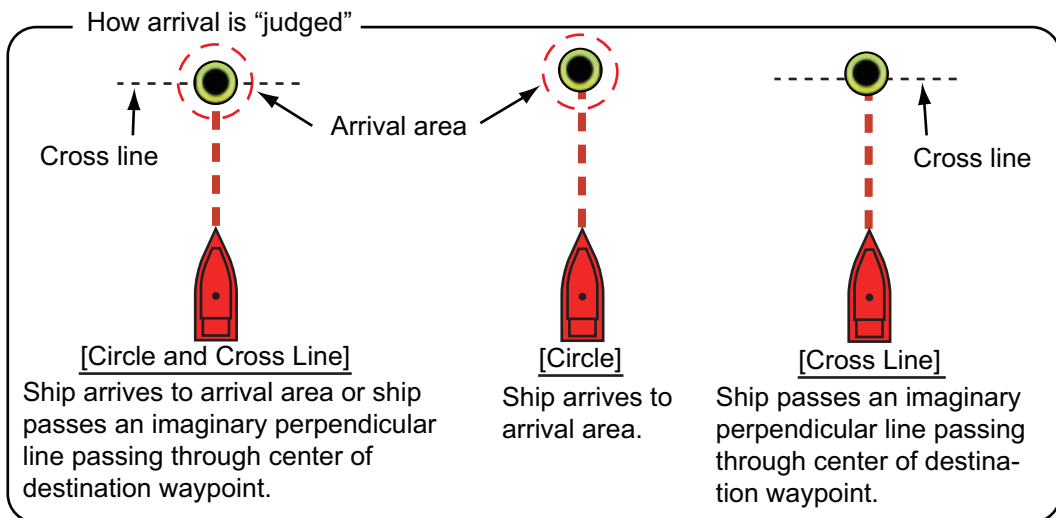 How arrival is “judged”
Cross line
Arrival area
Cross line
[Circle and Cross Line]
Ship arrives to arrival area or ship
passes an imaginary perpendicular
line passing through center of
destination waypoint.
[Circle]
Ship arrives to
arrival area.
[Cross Line]
Ship passes an imaginary
perpendicular line passing
through center of destina-
tion waypoint.